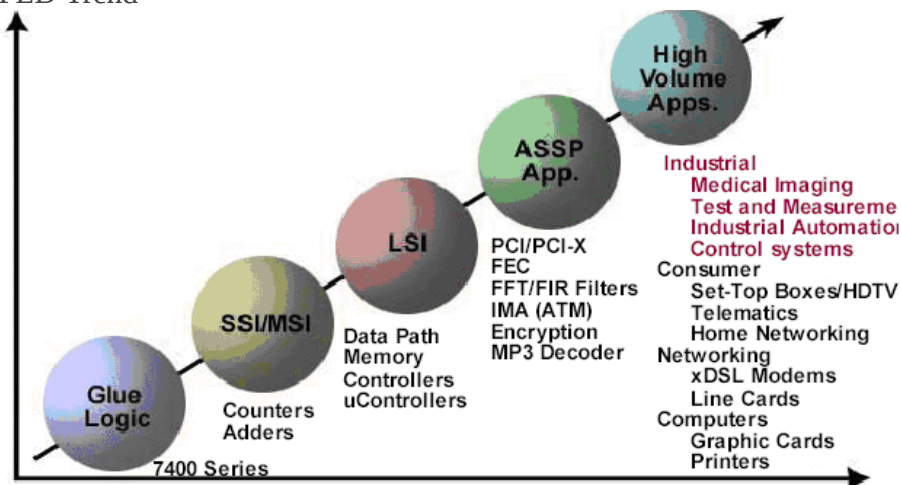 Trend
High
Volume
Apps.
ASSP
App.
LSI
SSI/MSI
Glue
Logic
7400 Series
Counters
Adders
Data Path
Memory
Controllers
uControllers
PCI/PCI-X
FEC
FFT/FIR Filters
IMA (ATM)
Encryption
MP3 Decoder
Industrial
Medical Imaging
Test and Measureme
Industrial Automation
Control systems
Consumer
Set-Top Boxes/HDTV
Telematics
Home Networking
Networking
xDSL Modems
Line Cards
Computers
Graphic Cards
Printers